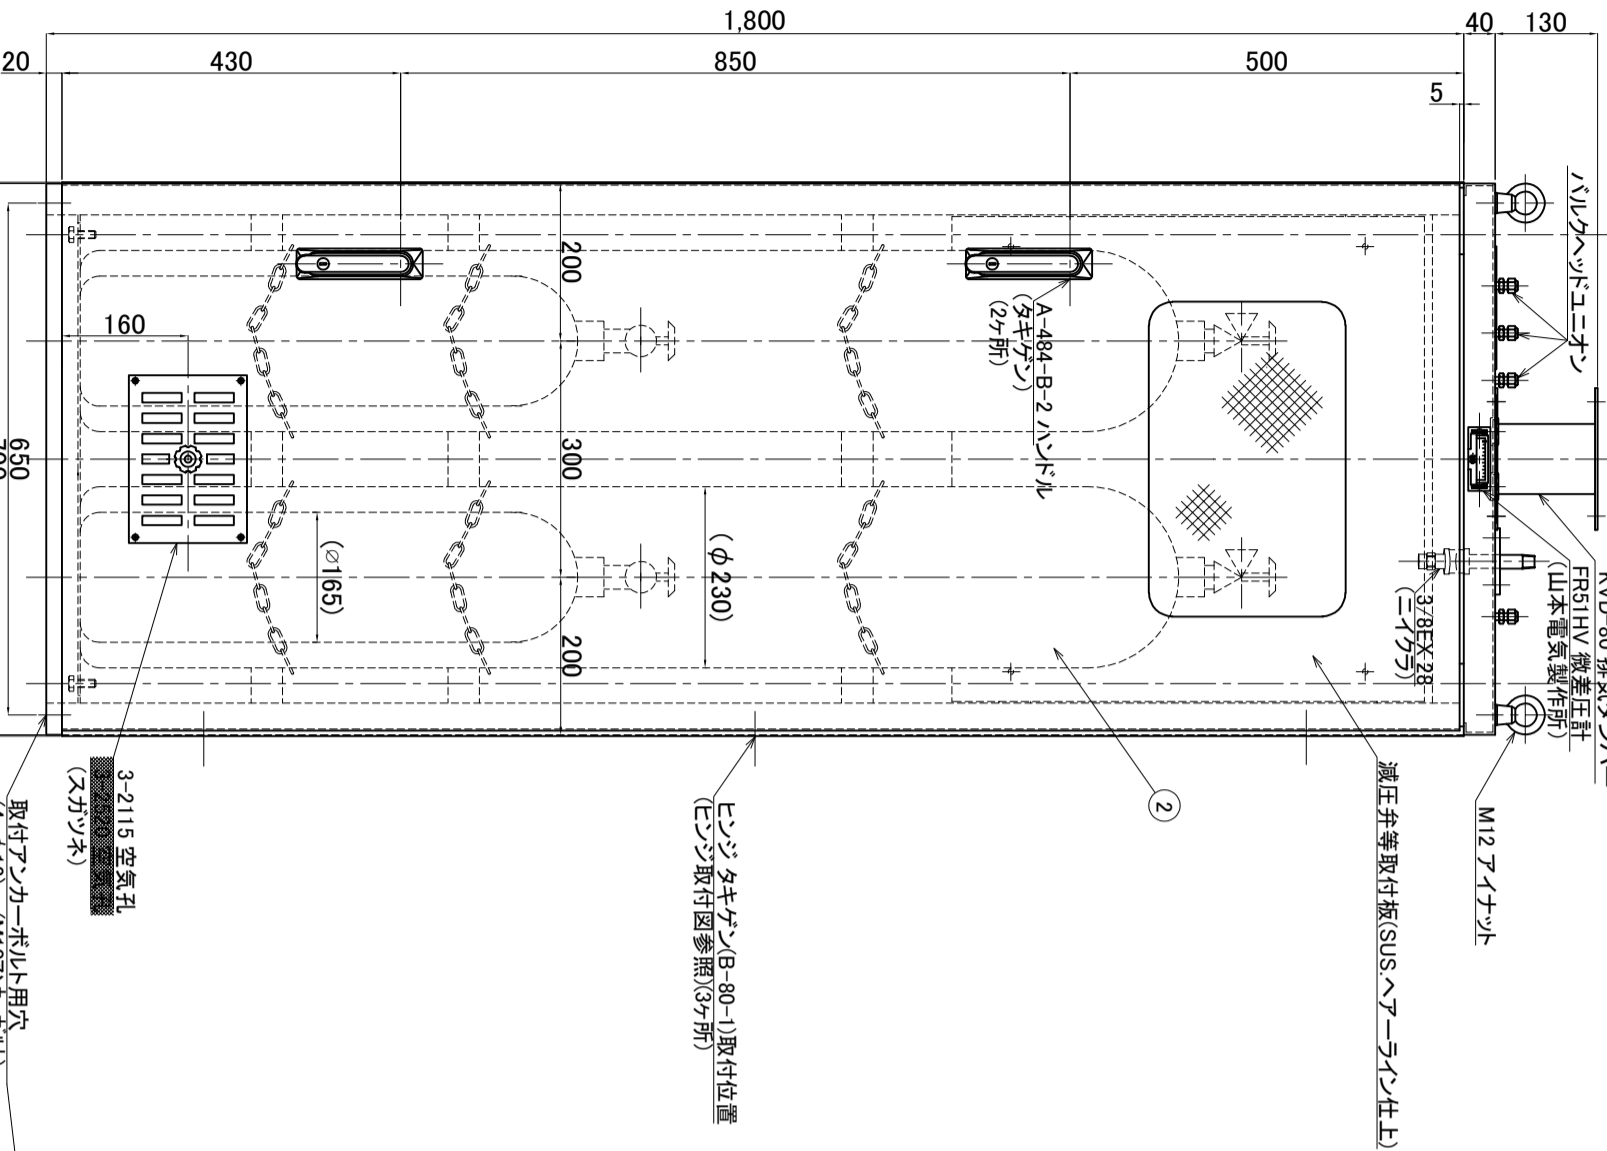 1,800
40
130
20
430
850
500
5
バルクヘッドユニオン
160
200
300
200
650
A-484-B-2 ハンドル
(タキゲン)
(2ヶ所)
(∅165)
(φ230)
3/8EX 28
(ニイクラ)
FR51HV 微差圧計
(山本電気製作所)
M12 アイナット
減圧弁等取付板(SUS.ヘアーライン仕上)
②
ヒンジ タキゲン(B-80-1)取付位置
(ヒンジ取付図参照)(3ヶ所)
3-2115 空気孔
(スガツネ)
取付アンカーボルト用穴